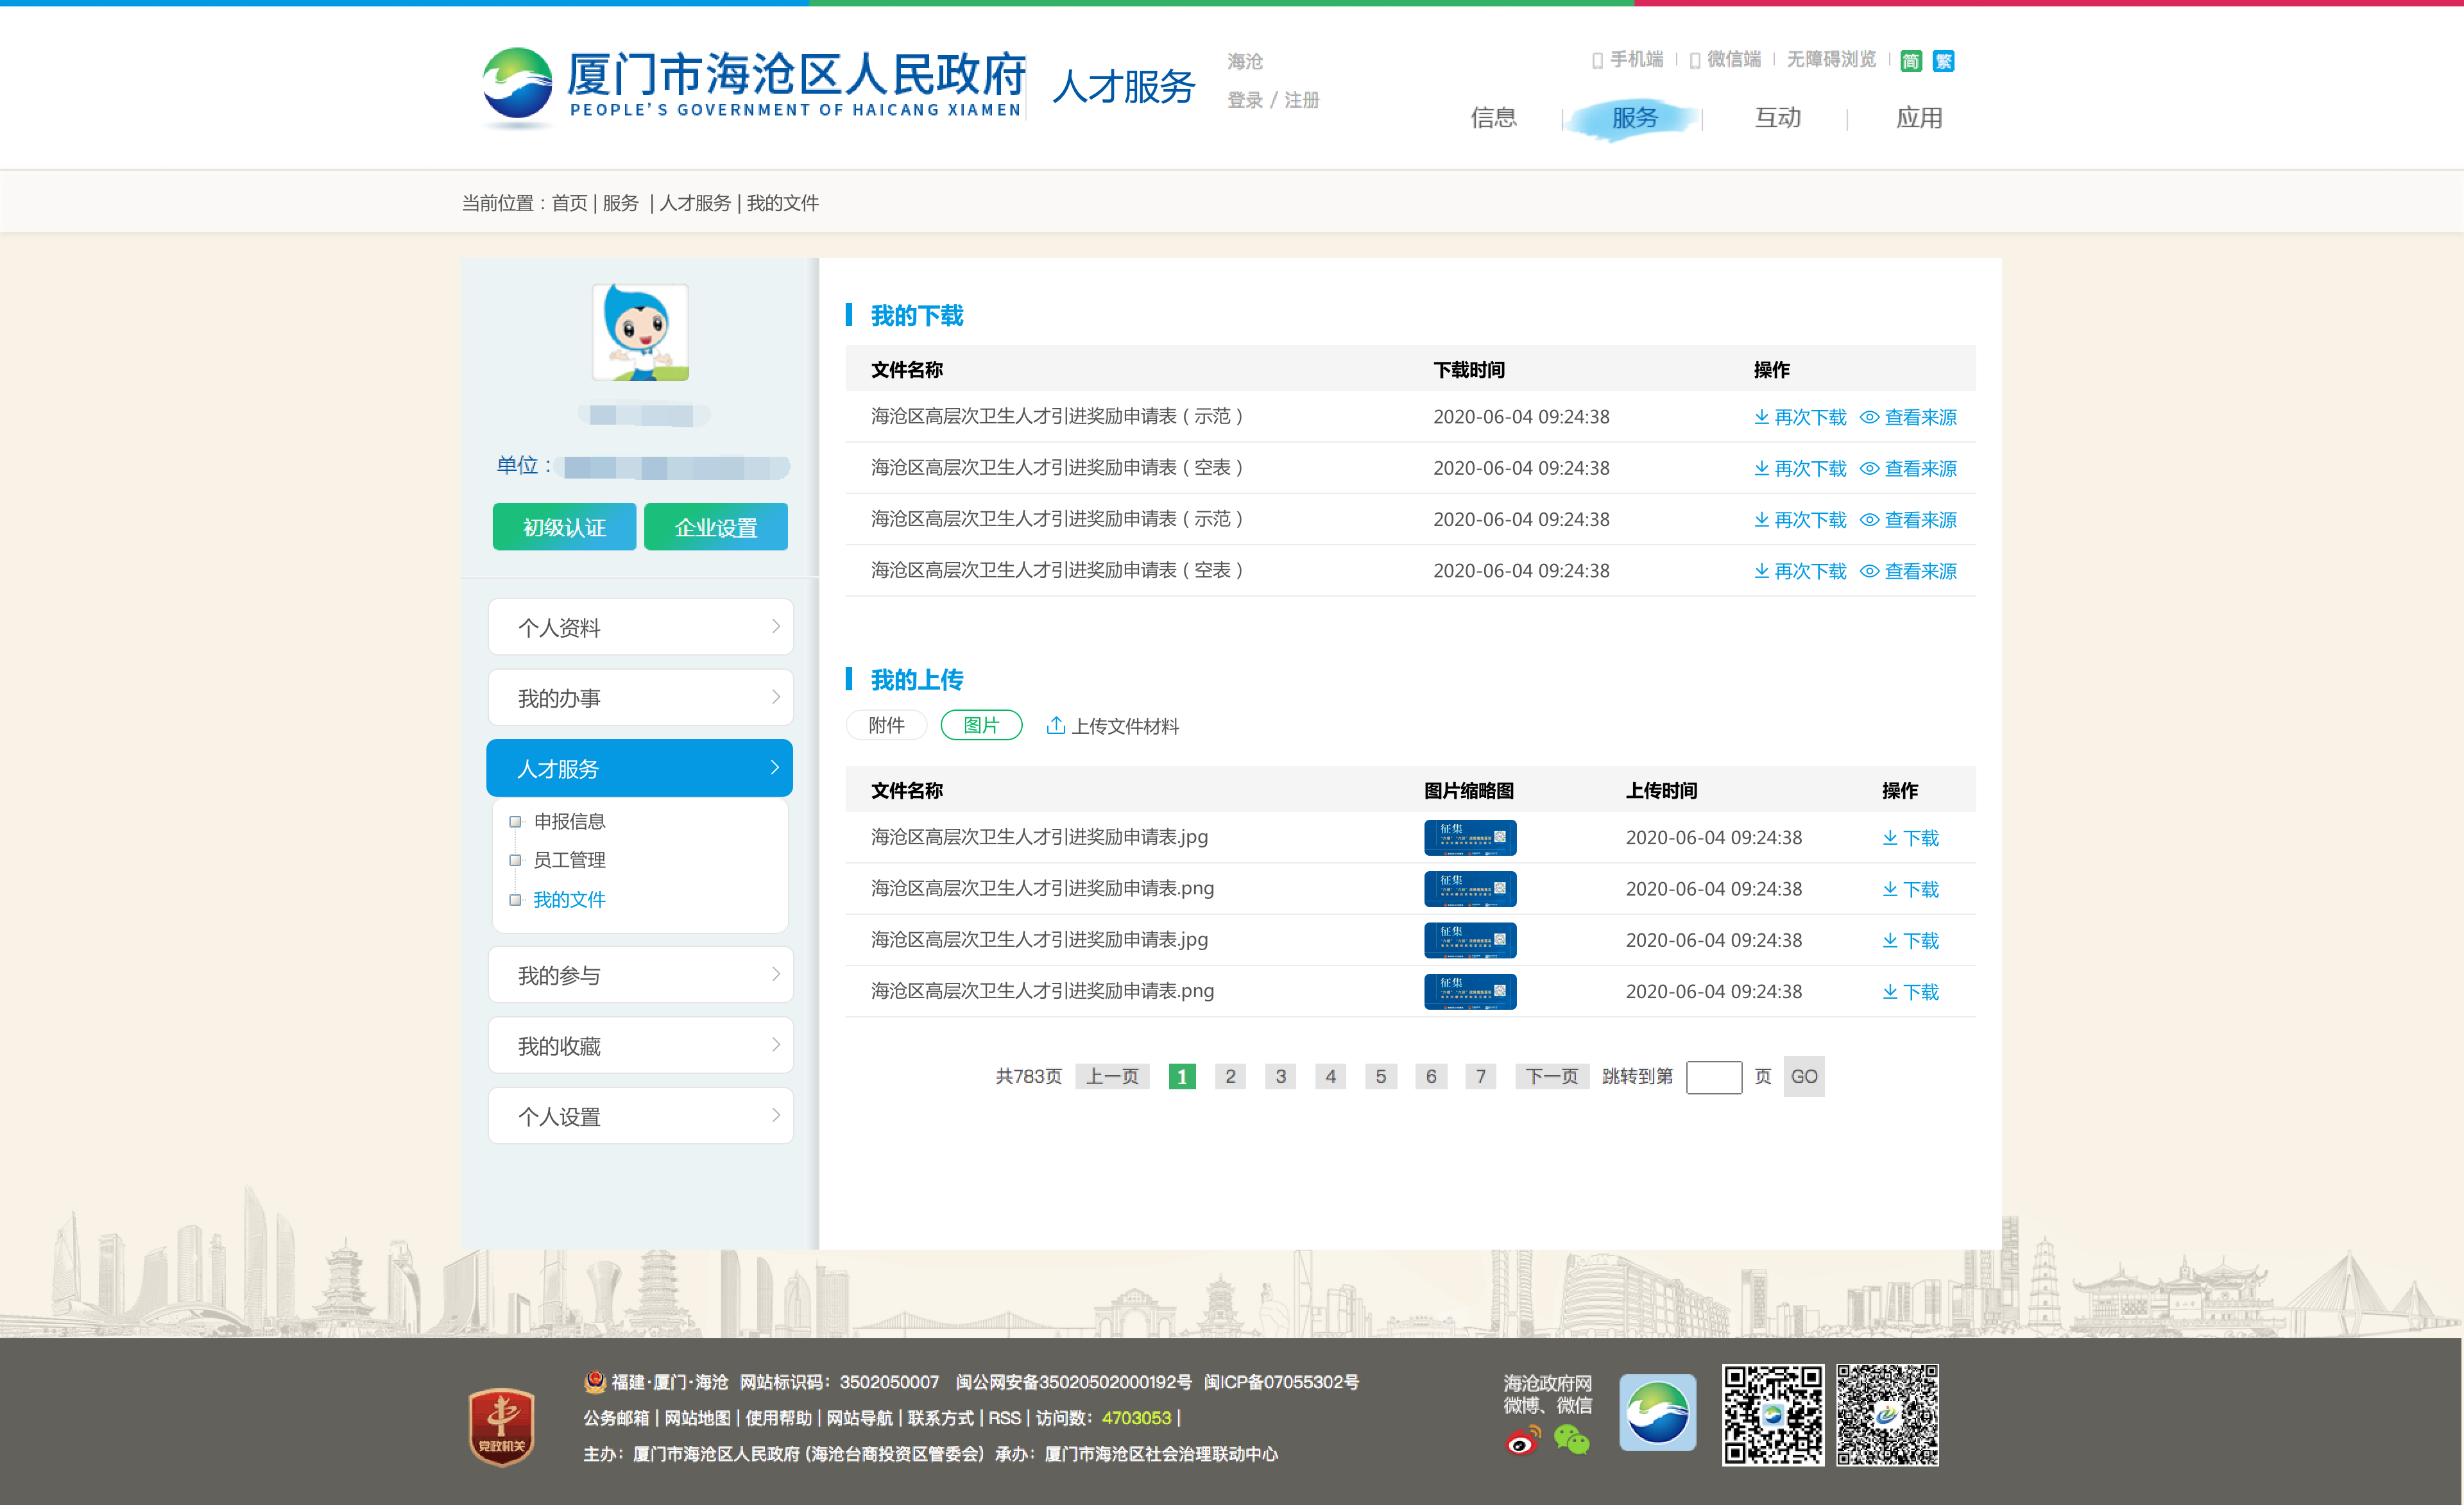 厦门市海沧区人民政府
PEOPLE'S GOVERNMENT OF HAICANG XIAMEN
人才服务
海沧
登录 / 注册
手机端 | 微信端 | 无障碍浏览 | 简 繁
信息 | 服务 | 互动 | 应用
当前位置：首页 | 服务 | 人才服务 | 我的文件
单位：
初级认证 企业设置
个人资料
我的办事
人才服务
申报信息
员工管理
我的文件
我的参与
我的收藏
个人设置
我的下载
文件名称 下载时间 操作
海沧区高层次卫生人才引进奖励申请表（示范） 2020-06-04 09:24:38 再次下载 查看来源
海沧区高层次卫生人才引进奖励申请表（空表） 2020-06-04 09:24:38 再次下载 查看来源
海沧区高层次卫生人才引进奖励申请表（示范） 2020-06-04 09:24:38 再次下载 查看来源
海沧区高层次卫生人才引进奖励申请表（空表） 2020-06-04 09:24:38 再次下载 查看来源
我的上传
附件 图片 上传文件材料
文件名称 图片缩略图 上传时间 操作
海沧区高层次卫生人才引进奖励申请表.jpg 征集 2020-06-04 09:24:38 下载
海沧区高层次卫生人才引进奖励申请表.png 征集 2020-06-04 09:24:38 下载
海沧区高层次卫生人才引进奖励申请表.jpg 征集 2020-06-04 09:24:38 下载
海沧区高层次卫生人才引进奖励申请表.png 征集 2020-06-04 09:24:38 下载
共783页 上一页 1 2 3 4 5 6 7 下一页 跳转到第 页 GO
党政机关
福建·厦门·海沧 网站标识码：3502050007 闽公网安备35020502000192号 闽ICP备07055302号
公务邮箱 | 网站地图 | 使用帮助 | 网站导航 | 联系方式 | RSS | 访问数：4703053 |
主办：厦门市海沧区人民政府 (海沧台商投资区管委会) 承办：厦门市海沧区社会治理联动中心
海沧政府网
微博、微信